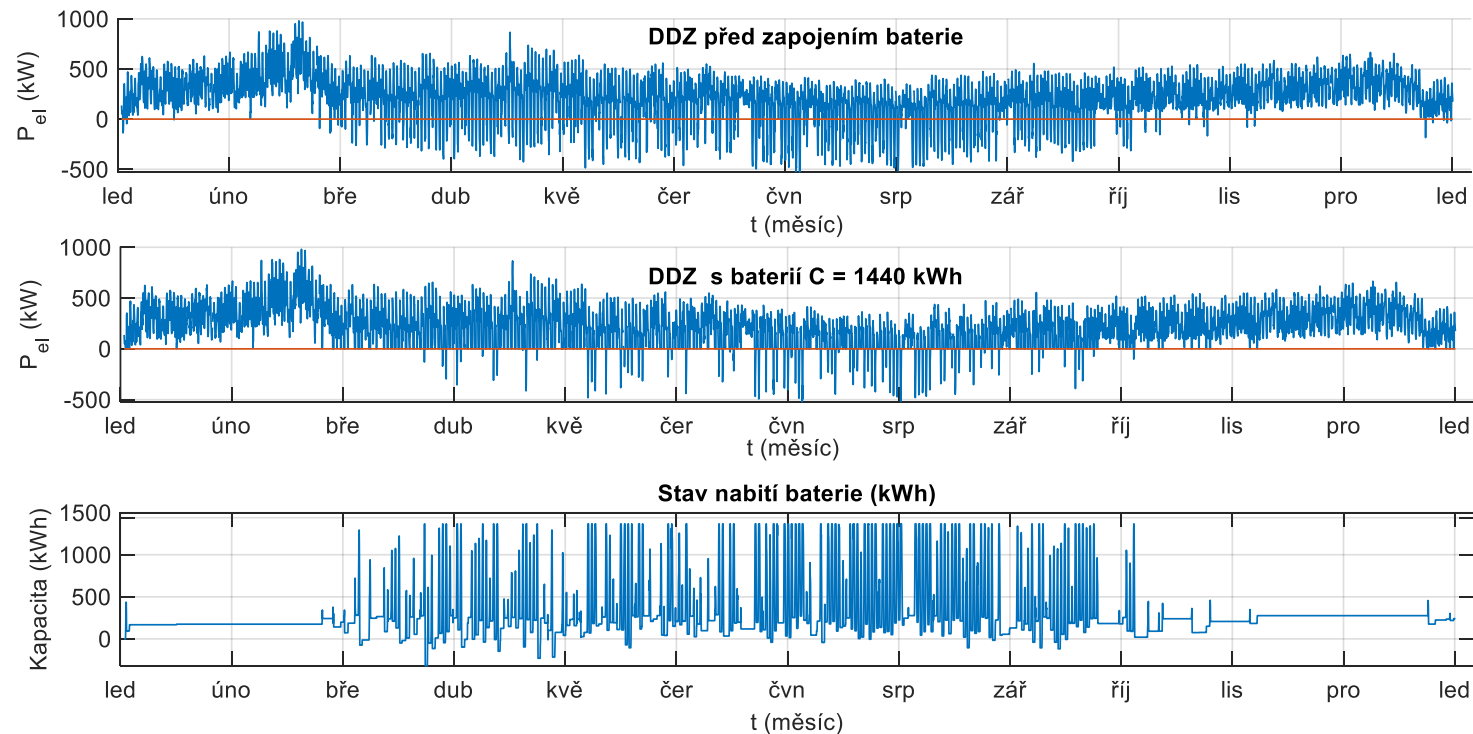 DDZ před zapojením baterie
P_el (kW)
1000
500
0
-500
led úno bře dub kvě čer čvn srp zář říj lis pro led
t (měsíc)
DDZ s baterií C = 1440 kWh
P_el (kW)
1000
500
0
-500
led úno bře dub kvě čer čvn srp zář říj lis pro led
t (měsíc)
Stav nabití baterie (kWh)
Kapacita (kWh)
1500
1000
500
0
led úno bře dub kvě čer čvn srp zář říj lis pro led
t (měsíc)